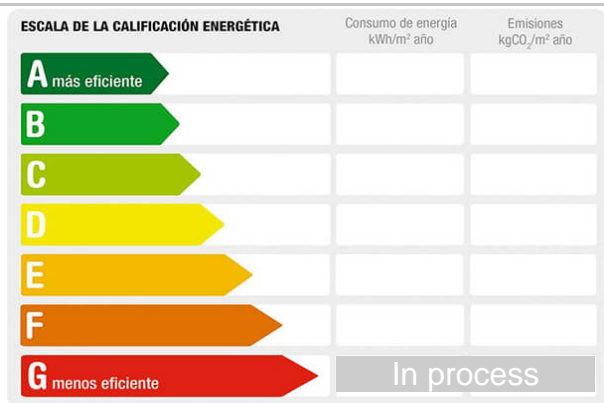 ESCALA DE LA CALIFICACIÓN ENERGÉTICA
Consumo de energía
kWh/m² año
Emisiones
kgCO₂/m² año
A más eficiente
B
C
D
E
F
G menos eficiente
In process